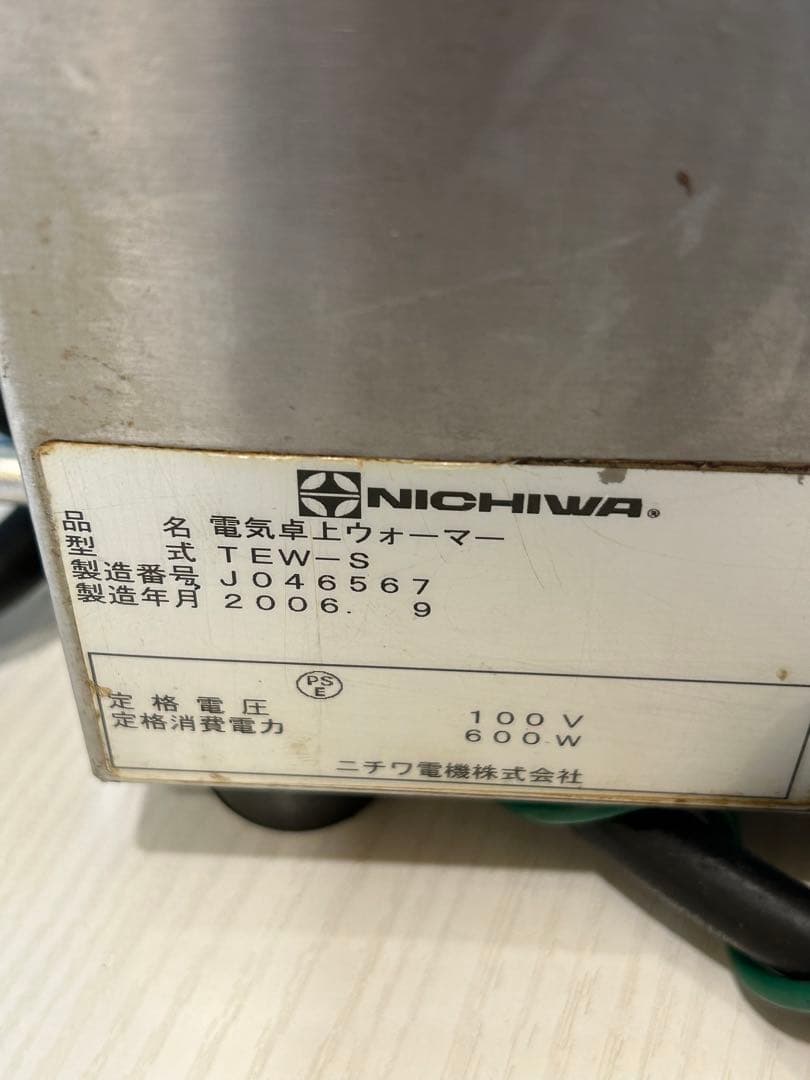 NICHIWA®
品名 電気卓上ウォーマー
型式 TEW-S
製造番号 J046567
製造年月 2006. 9
PS
E
定格電圧 100V
定格消費電力 600W
ニチワ電機株式会社